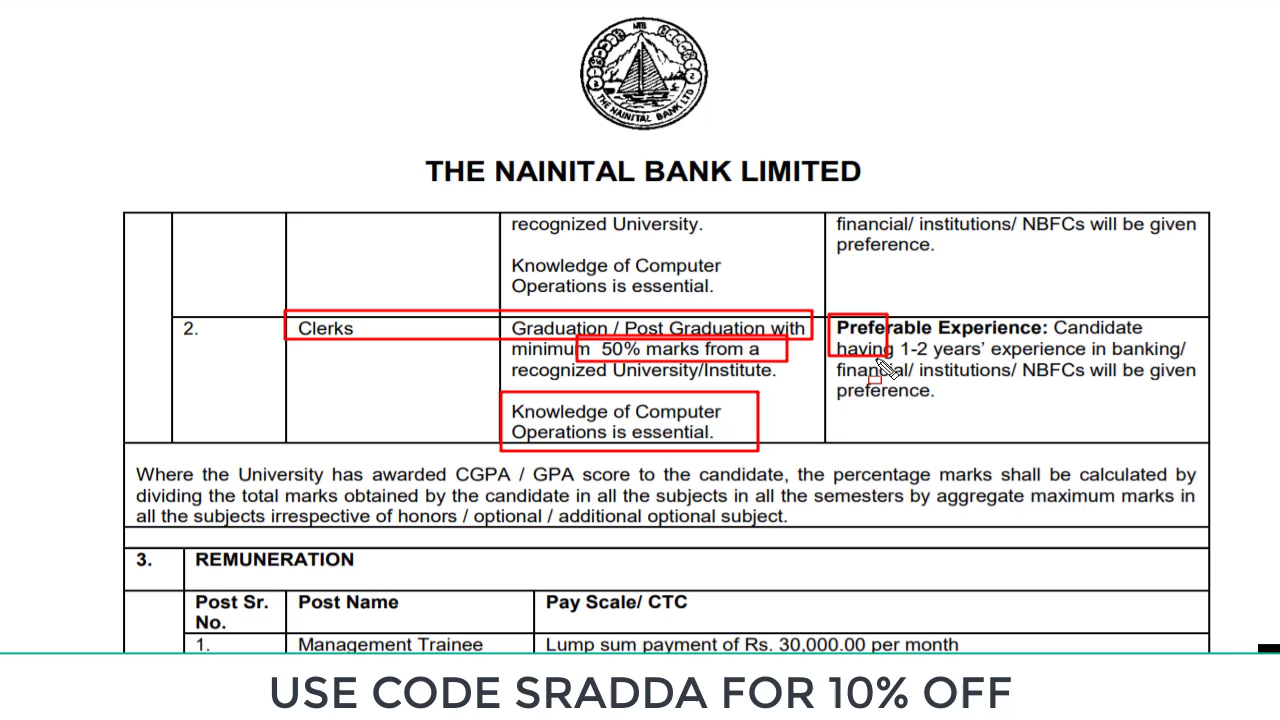 NTB
THE NAINITAL BANK LTD.
THE NAINITAL BANK LIMITED
recognized University.
Knowledge of Computer
Operations is essential.
financial/ institutions/ NBFCs will be given
preference.
2.
Clerks
Graduation / Post Graduation with
minimum 50% marks from a
recognized University/Institute.
Knowledge of Computer
Operations is essential.
Preferable Experience: Candidate
having 1-2 years’ experience in banking/
financial/ institutions/ NBFCs will be given
preference.
Where the University has awarded CGPA / GPA score to the candidate, the percentage marks shall be calculated by
dividing the total marks obtained by the candidate in all the subjects in all the semesters by aggregate maximum marks in
all the subjects irrespective of honors / optional / additional optional subject.
3. REMUNERATION
Post Sr.
No.
Post Name
Pay Scale/ CTC
1.
Management Trainee
Lump sum payment of Rs. 30,000.00 per month
USE CODE SRADDA FOR 10% OFF